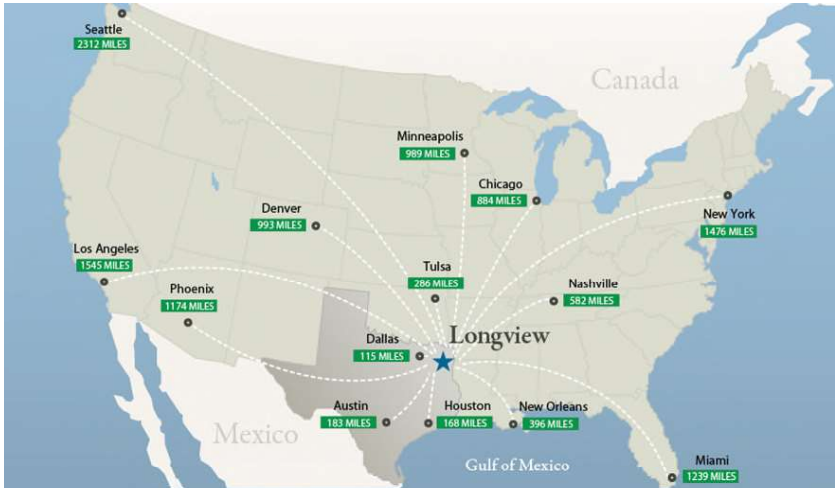 Seattle
2312 MILES
Canada
Minneapolis
989 MILES
Chicago
884 MILES
Denver
993 MILES
New York
1476 MILES
Los Angeles
1545 MILES
Phoenix
1174 MILES
Tulsa
286 MILES
Nashville
582 MILES
Longview
Dallas
115 MILES
Austin
183 MILES
Houston
168 MILES
New Orleans
396 MILES
Mexico
Gulf of Mexico
Miami
1239 MILES